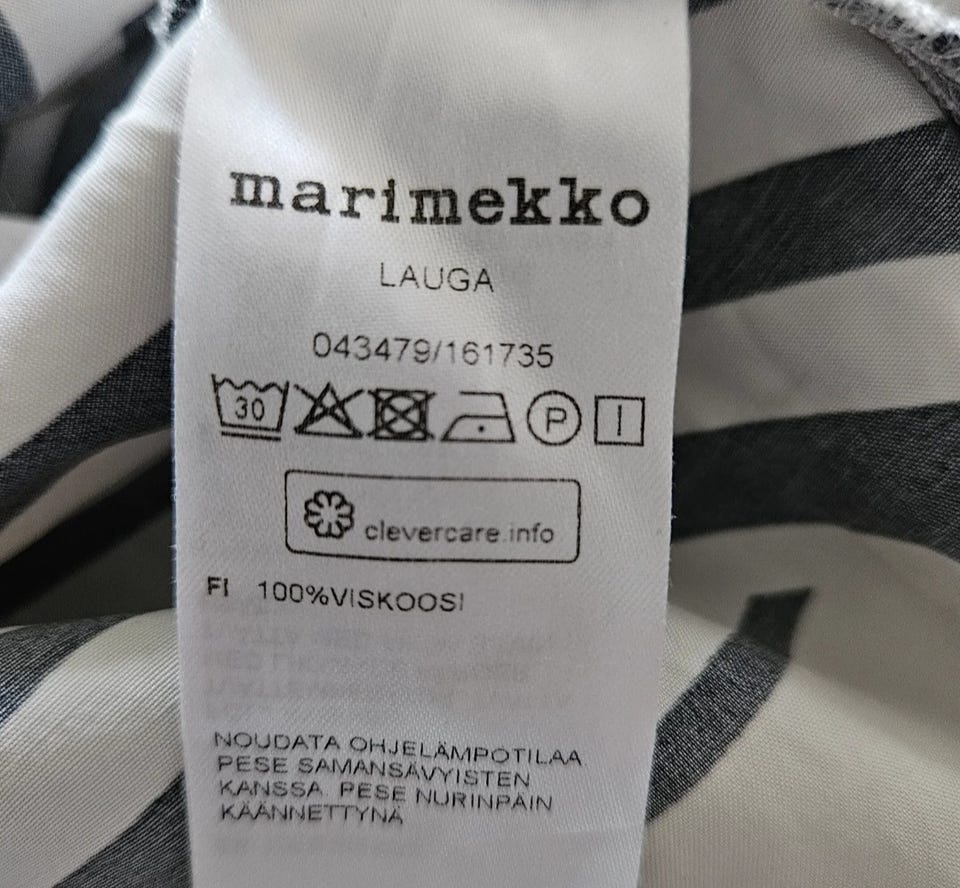 marimekko
LAUGA
043479/161735
30 P
clevercare.info
FI 100%VISKOOSI
NOUDATA OHJELÄMPOTILAA
PESE SAMANSÄVYISTEN
KANSSA. PESE NURINPÄIN
KÄÄNNETTYNÄ